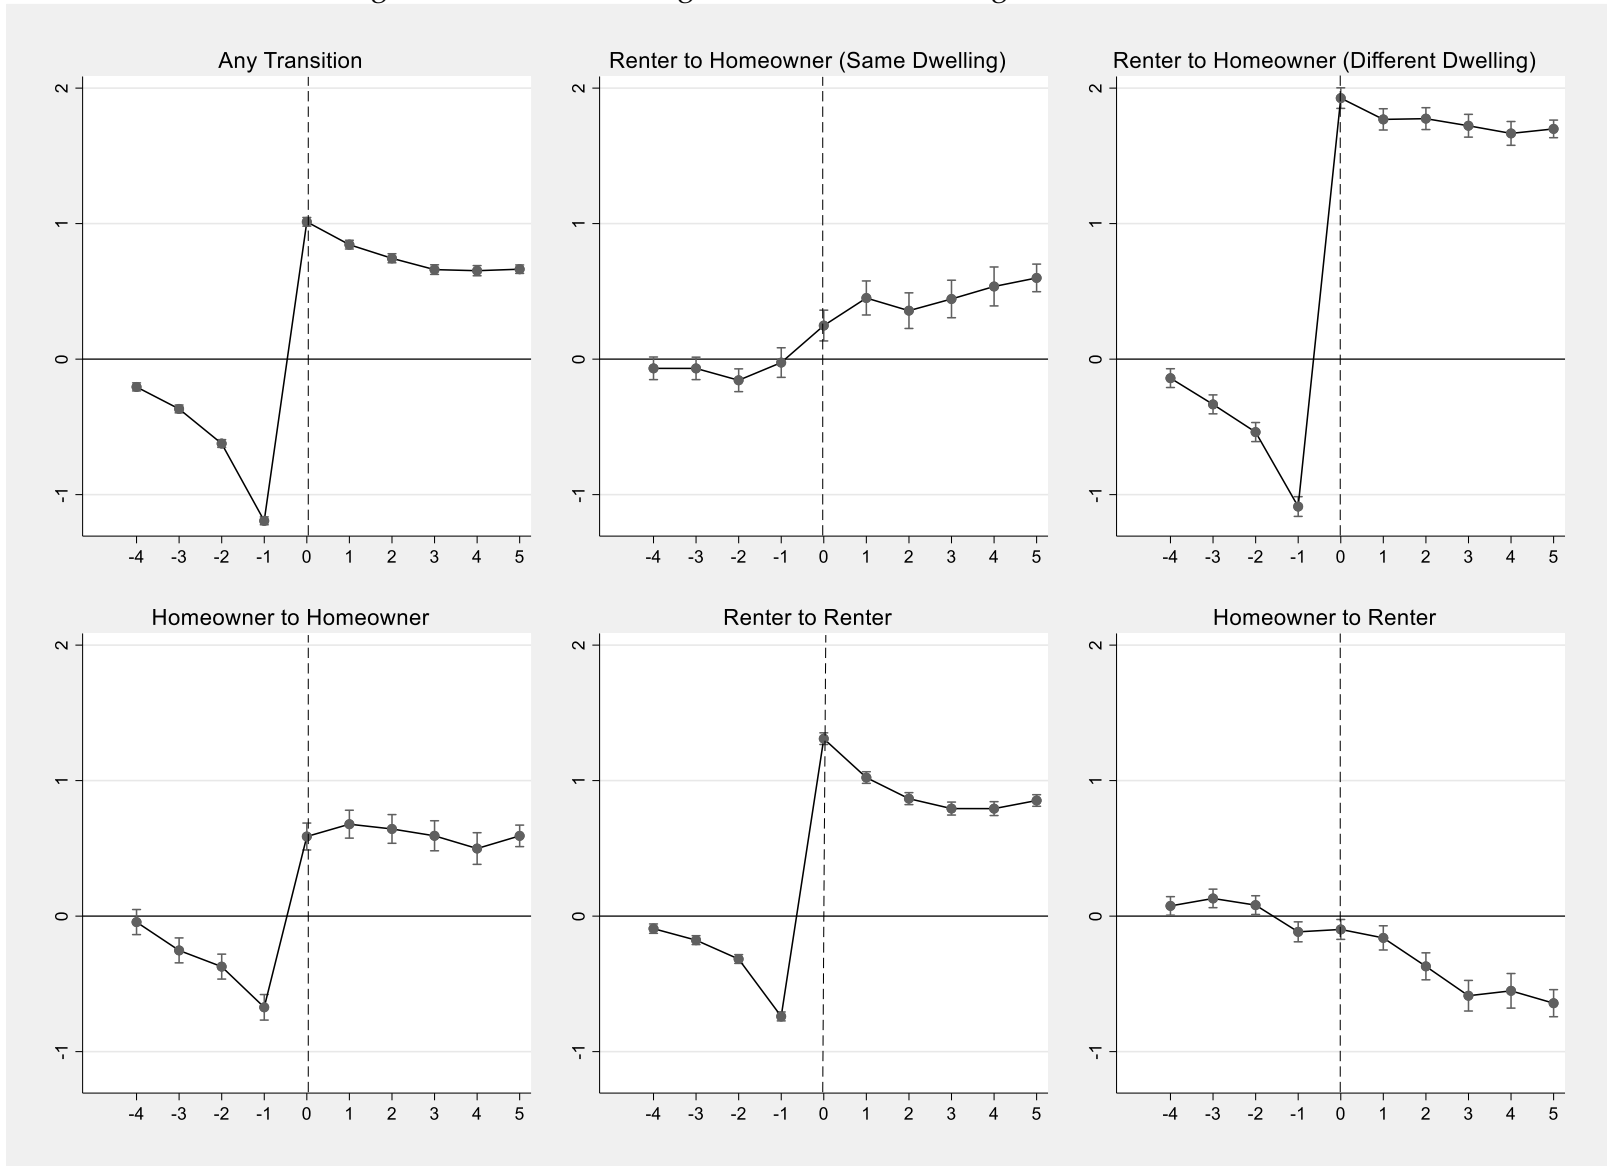 Any Transition
Renter to Homeowner (Same Dwelling)
Renter to Homeowner (Different Dwelling)
2
1
0
-1
-4 -3 -2 -1 0 1 2 3 4 5
2
1
0
-1
-4 -3 -2 -1 0 1 2 3 4 5
2
1
0
-1
-4 -3 -2 -1 0 1 2 3 4 5
Homeowner to Homeowner
Renter to Renter
Homeowner to Renter
2
1
0
-1
-4 -3 -2 -1 0 1 2 3 4 5
2
1
0
-1
-4 -3 -2 -1 0 1 2 3 4 5
2
1
0
-1
-4 -3 -2 -1 0 1 2 3 4 5